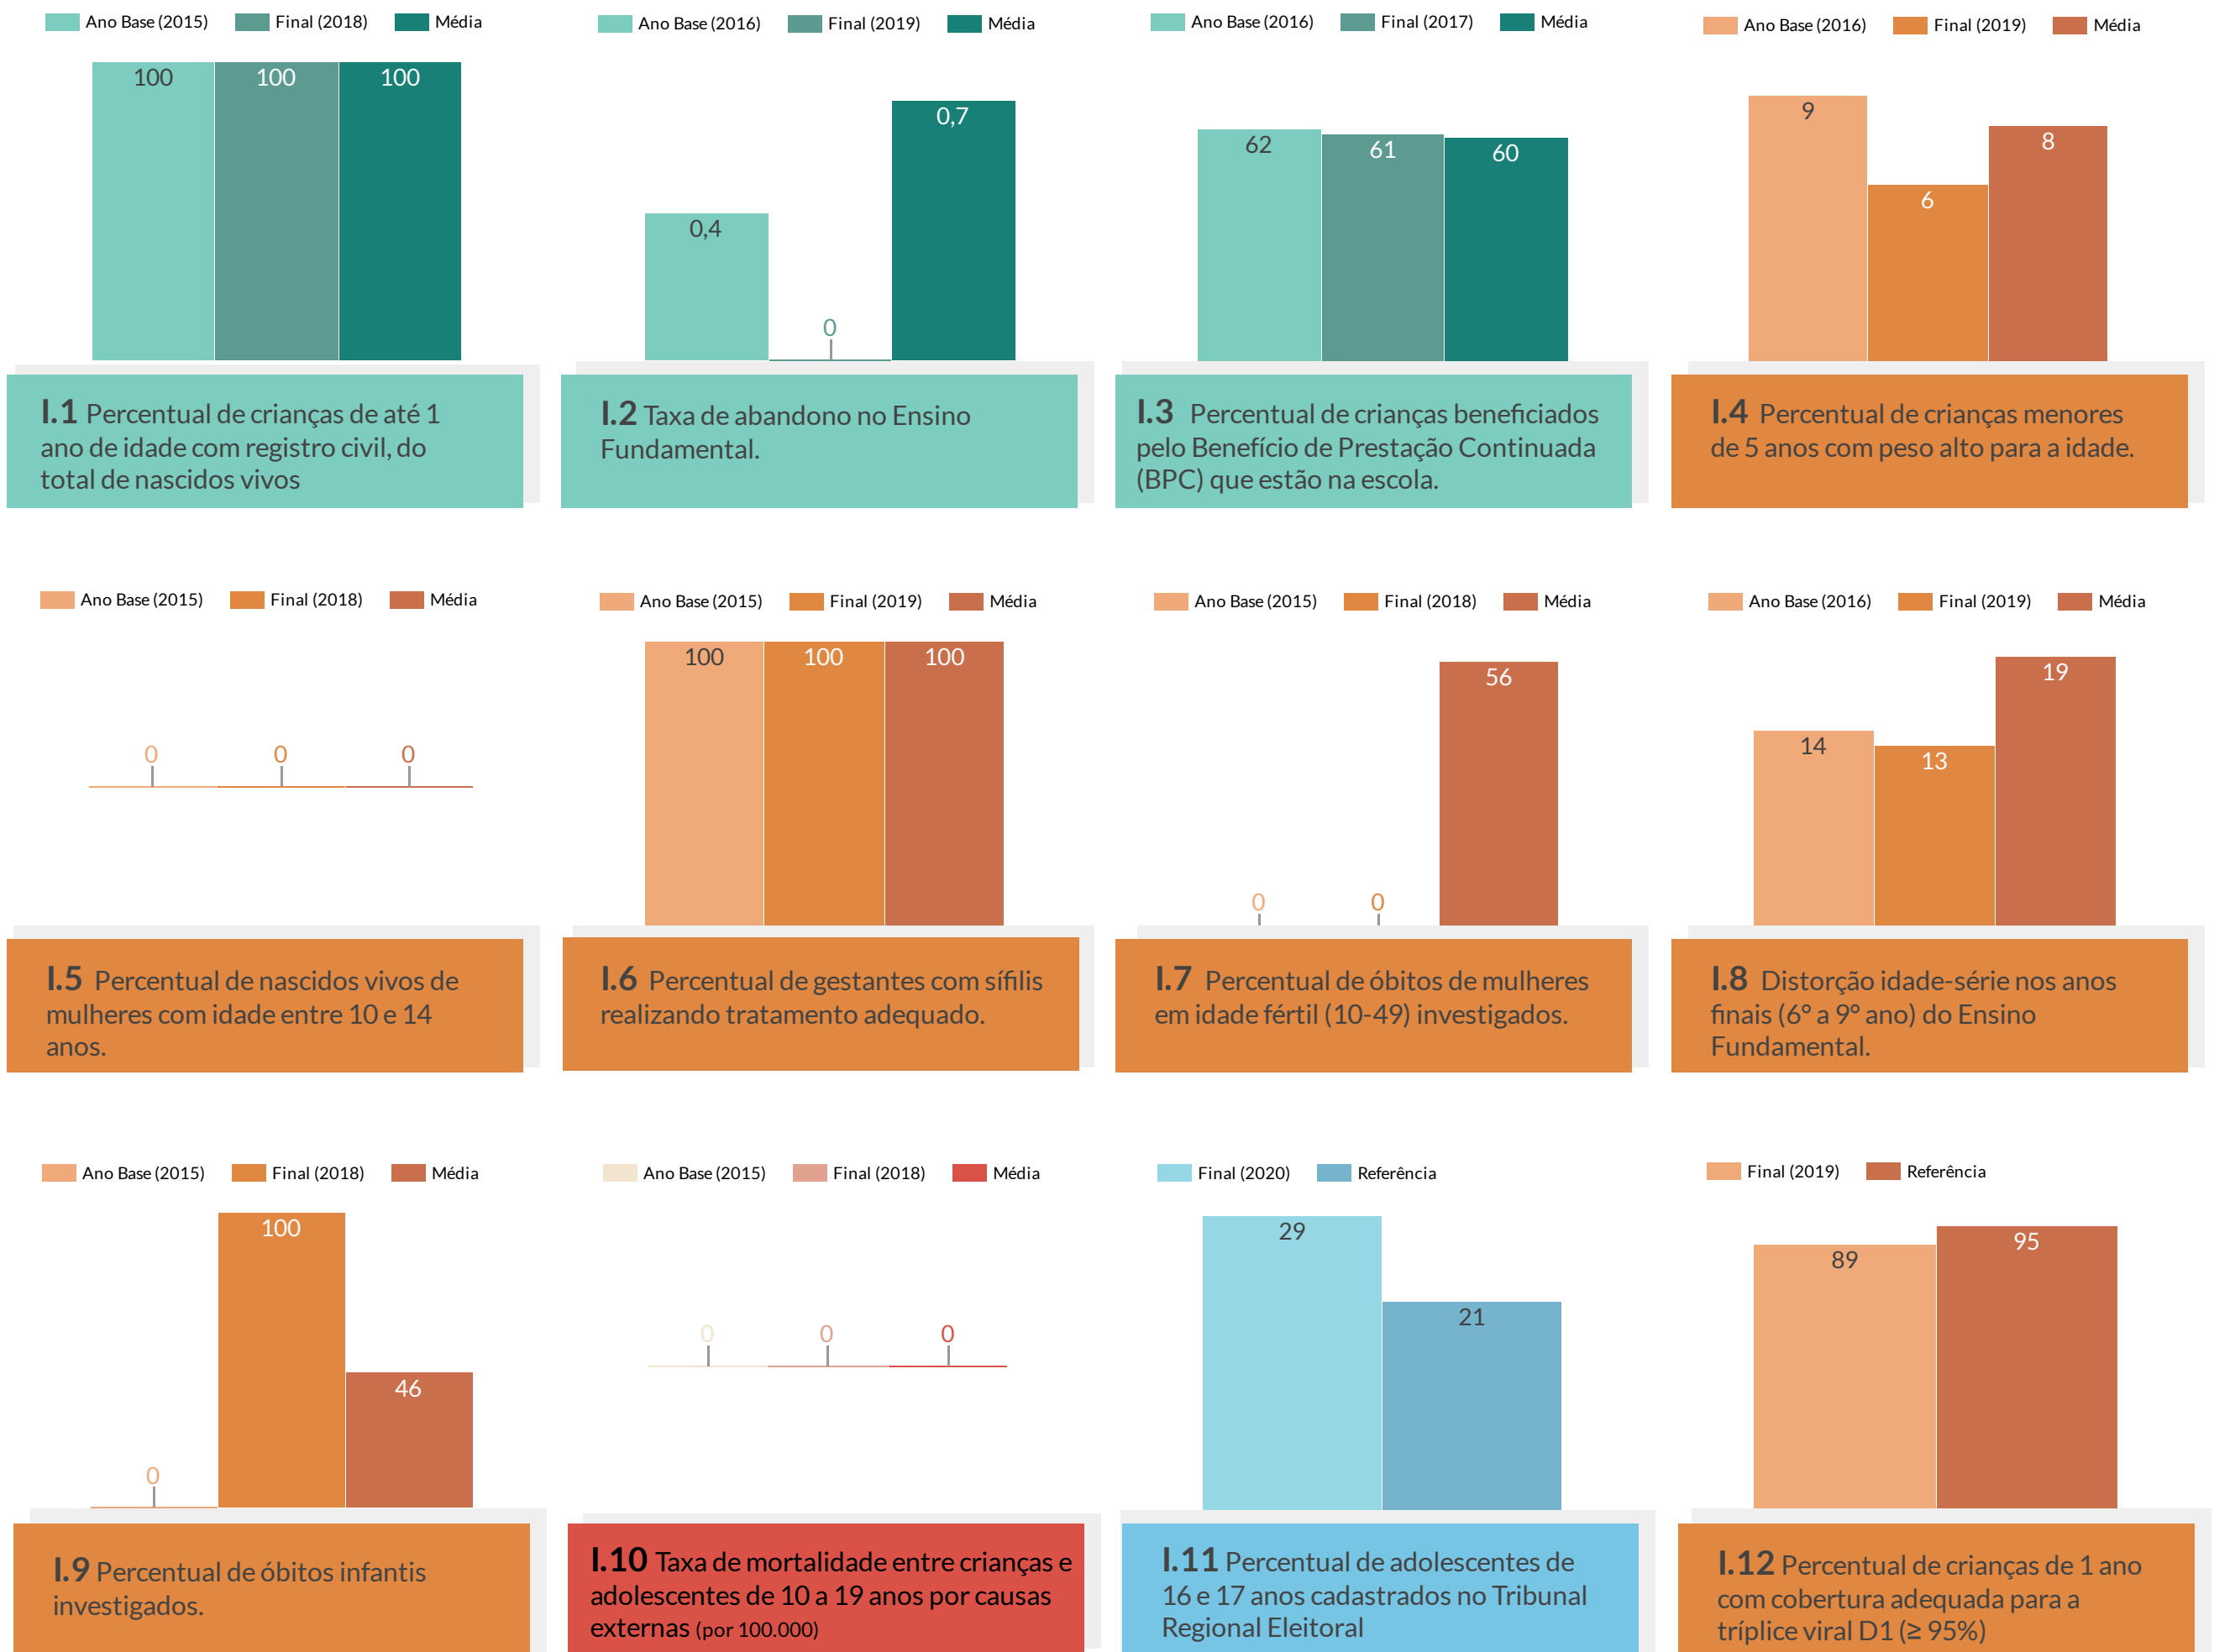 Ano Base (2015) Final (2018) Média
100 100 100
I.1 Percentual de crianças de até 1
ano de idade com registro civil, do
total de nascidos vivos
Ano Base (2016) Final (2019) Média
0,4 0 0,7
I.2 Taxa de abandono no Ensino
Fundamental.
Ano Base (2016) Final (2017) Média
62 61 60
I.3 Percentual de crianças beneficiados
pelo Benefício de Prestação Continuada
(BPC) que estão na escola.
Ano Base (2016) Final (2019) Média
9 6 8
I.4 Percentual de crianças menores
de 5 anos com peso alto para a idade.
Ano Base (2015) Final (2018) Média
0 0 0
I.5 Percentual de nascidos vivos de
mulheres com idade entre 10 e 14
anos.
Ano Base (2015) Final (2019) Média
100 100 100
I.6 Percentual de gestantes com sífilis
realizando tratamento adequado.
Ano Base (2015) Final (2018) Média
0 0 56
I.7 Percentual de óbitos de mulheres
em idade fértil (10-49) investigados.
Ano Base (2016) Final (2019) Média
14 13 19
I.8 Distorção idade-série nos anos
finais (6° a 9° ano) do Ensino
Fundamental.
Ano Base (2015) Final (2018) Média
0 100 46
I.9 Percentual de óbitos infantis
investigados.
Ano Base (2015) Final (2018) Média
0 0 0
I.10 Taxa de mortalidade entre crianças e
adolescentes de 10 a 19 anos por causas
externas (por 100.000)
Final (2020) Referência
29 21
I.11 Percentual de adolescentes de
16 e 17 anos cadastrados no Tribunal
Regional Eleitoral
Final (2019) Referência
89 95
I.12 Percentual de crianças de 1 ano
com cobertura adequada para a
tríplice viral D1 (≥ 95%)